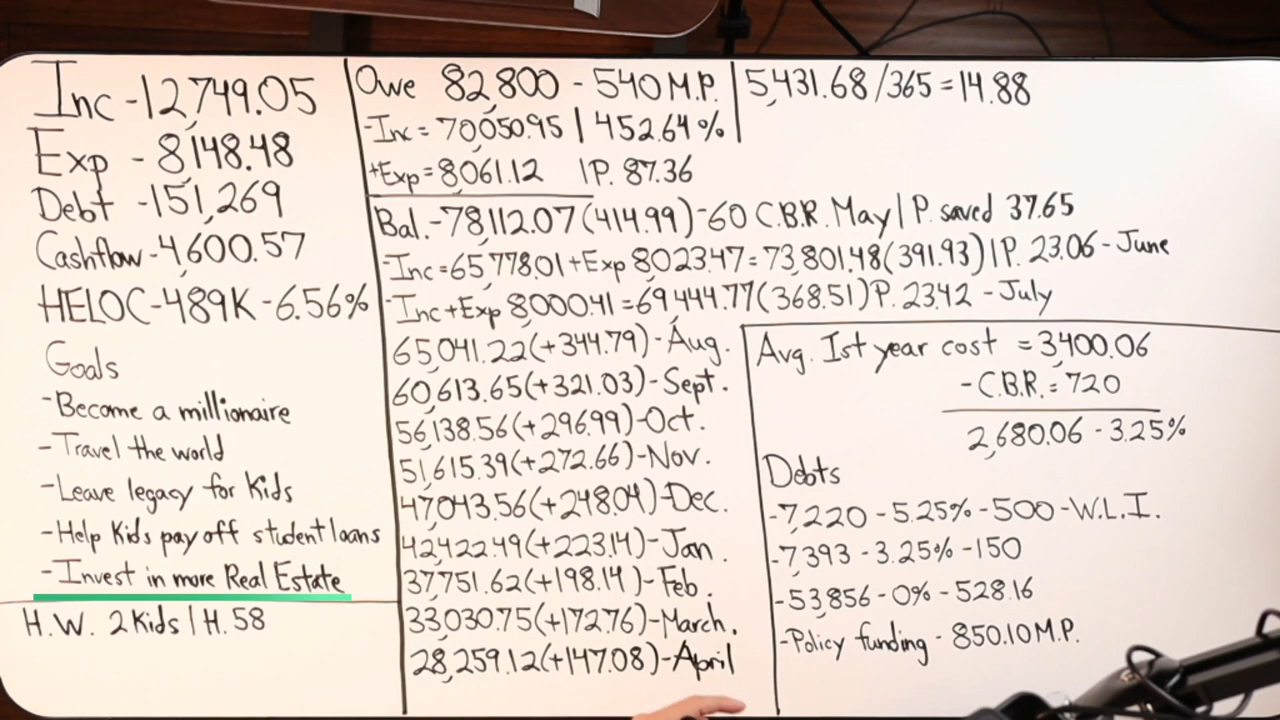 Inc -12,749.05
Exp - 8,148.48
Debt -151,269
Cashflow-4,600.57
HELOC-489K-6.56%
Goals
-Become a millionaire
-Travel the world
-Leave legacy for Kids
-Help Kids pay off student loans
-Invest in more Real Estate
H.W. 2Kids | H.58
Owe 82,800 - 540 M.P.
-Inc = 70,050.95 | 452.64%
+Exp=8,061.12 |P. 87.36
5,431.68/365=14.88
Bal.-78,112.07(414.99)-60 C.B.R. May | P. saved 37.65
-Inc=65,778.01+Exp 8,023.47=73,801.48(391.93)|P. 23.06-June
-Inc+Exp 8,000.41=69,444.77(368.51)P. 23.42 - July
65,041.22(+344.79)-Aug.
60,613.65(+321.03)-Sept.
56,138.56(+296.99)-Oct.
51,615.39(+272.66)-Nov.
47,043.56(+248.04)-Dec.
42,422.49(+223.14)-Jan.
37,751.62(+198.14)-Feb.
33,030.75(+172.76)-March.
28,259.12(+147.08)-April
Avg. 1st year cost = 3,400.06
-C.B.R.=720
2,680.06-3.25%
Debts
-7,220-5.25%-500-W.L.I.
-7,393-3.25%-150
-53,856-0%-528.16
-Policy funding-850.10 M.P.